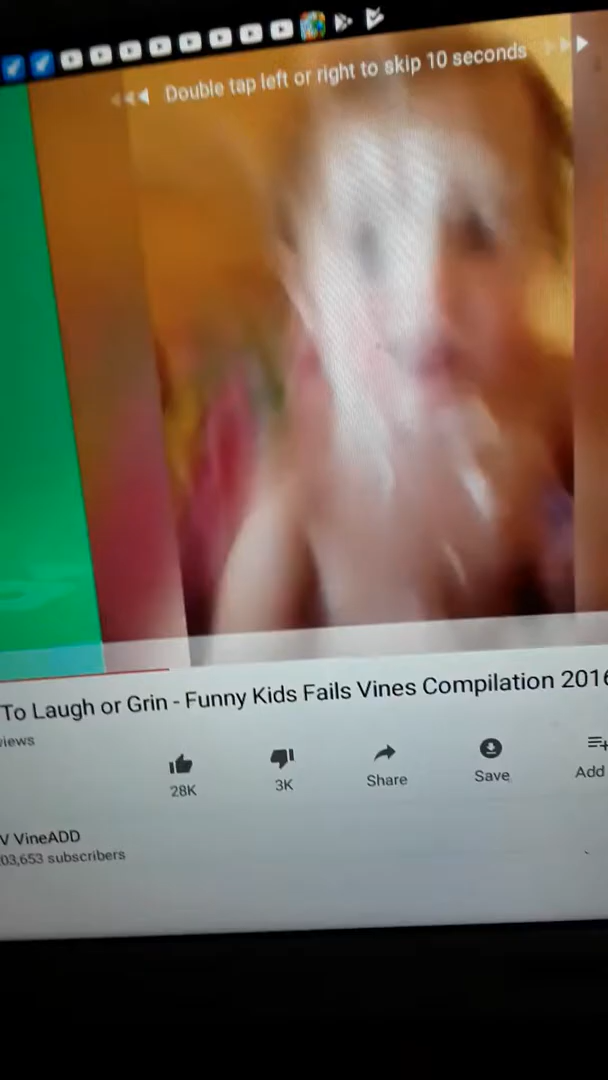 Double tap left or right to skip 10 seconds
To Laugh or Grin - Funny Kids Fails Vines Compilation 2016
iews
28K
3K
Share
Save
Add
V VineADD
03,653 subscribers